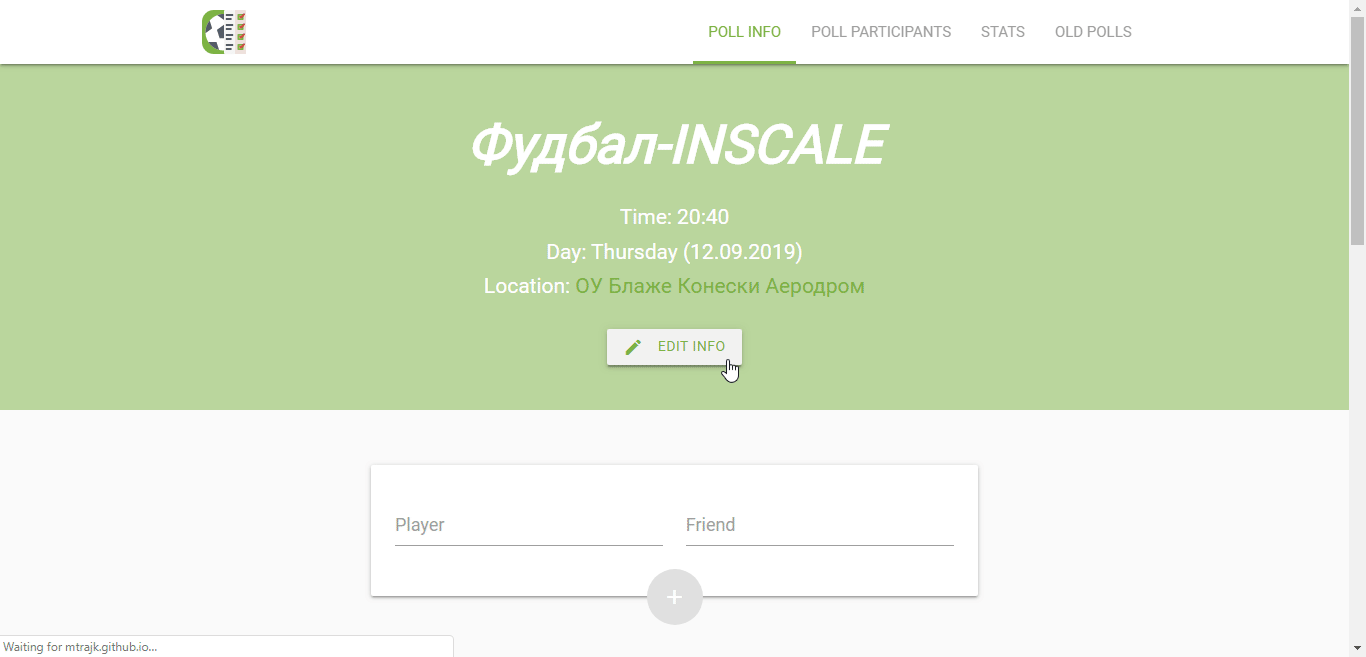 POLL INFO POLL PARTICIPANTS STATS OLD POLLS
Фудбал-INSCALE
Time: 20:40
Day: Thursday (12.09.2019)
Location: ОУ Блаже Конески Аеродром
EDIT INFO
Player Friend
+
Waiting for mtrajk.github.io...